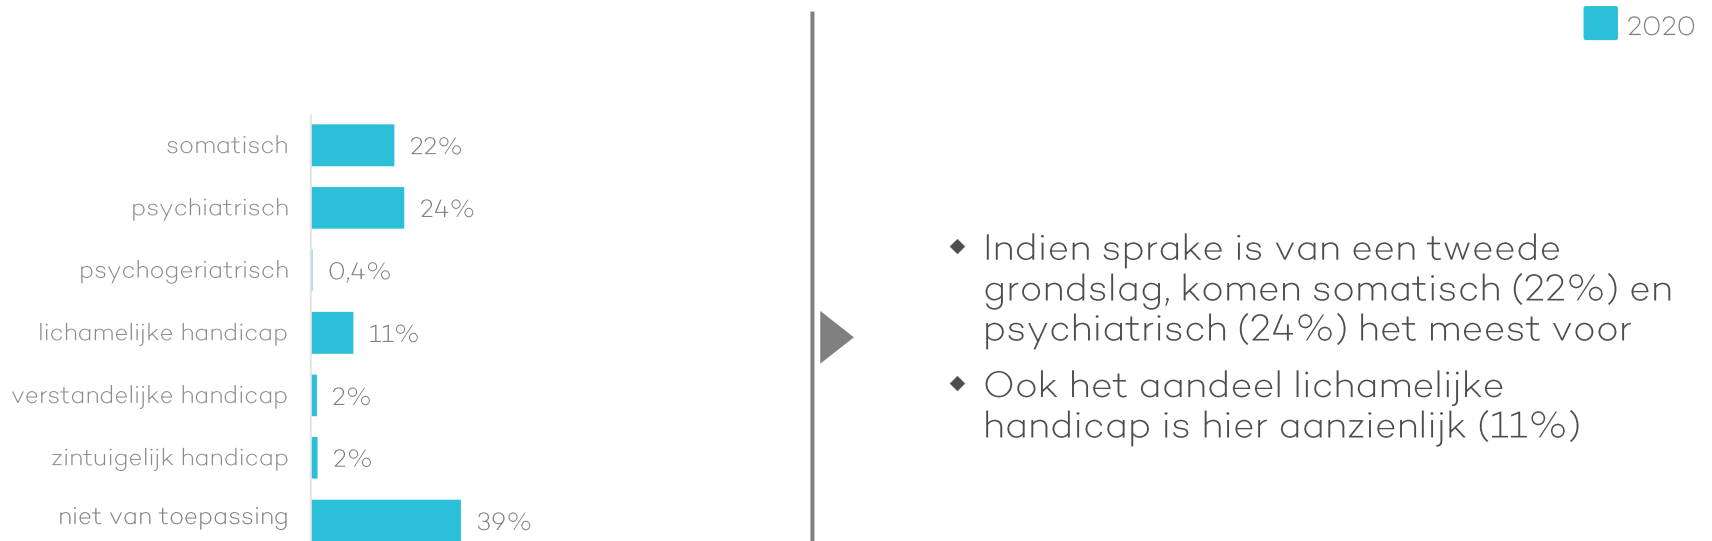 2020
somatisch 22%
psychiatrisch 24%
psychogeriatrisch 0,4%
lichamelijke handicap 11%
verstandelijke handicap 2%
zintuigelijk handicap 2%
niet van toepassing 39%
Indien sprake is van een tweede
grondslag, komen somatisch (22%) en
psychiatrisch (24%) het meest voor
Ook het aandeel lichamelijke
handicap is hier aanzienlijk (11%)